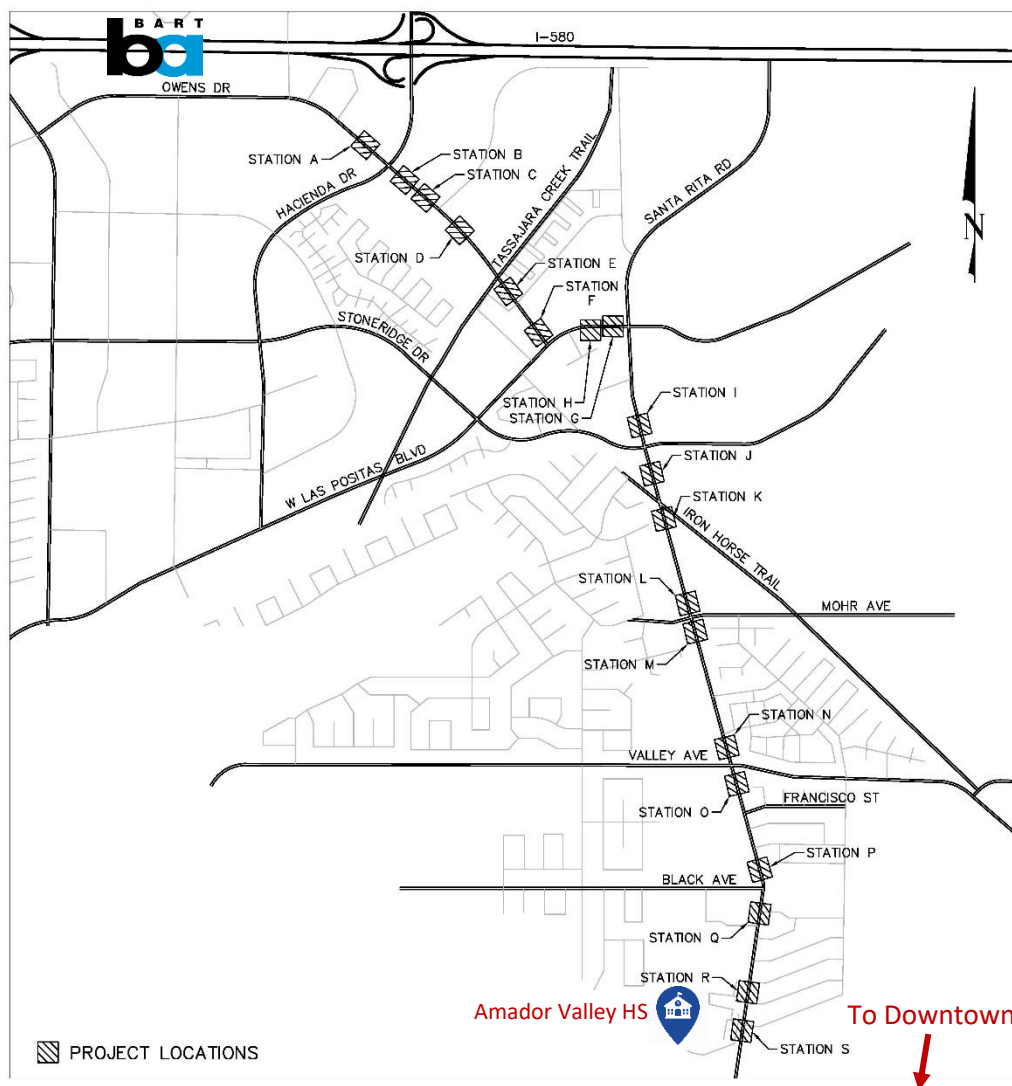 BART
ba
I-580
OWENS DR
STATION A
STATION B
STATION C
HACIENDA DR
TASSAJARA CREEK TRAIL
SANTA RITA RD
N
STATION D
STATION E
STATION
F
STONERIDGE DR
STATION H
STATION G
STATION I
STATION J
W LAS POSITAS BLVD
STATION K
IRON HORSE TRAIL
STATION L
MOHR AVE
STATION M
STATION N
VALLEY AVE
STATION O
FRANCISCO ST
STATION P
BLACK AVE
STATION Q
STATION R
Amador Valley HS
To Downtown
STATION S
PROJECT LOCATIONS